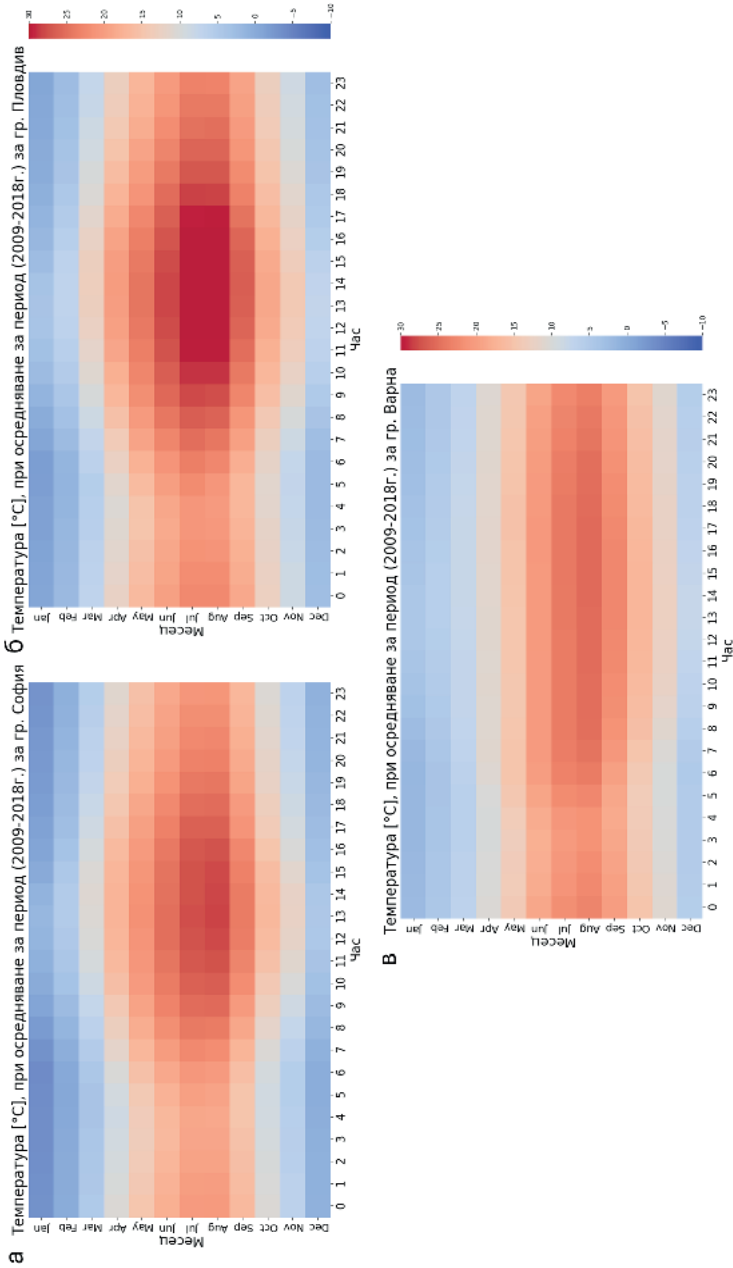 а Температура [°C], при осредняване за период (2009-2018г.) за гр. София
Jan
Feb
Mar
Apr
May
Jun
Jul
Aug
Sep
Oct
Nov
Dec
Месец
0 1 2 3 4 5 6 7 8 9 10 11 12 13 14 15 16 17 18 19 20 21 22 23
Час
б Температура [°C], при осредняване за период (2009-2018г.) за гр. Пловдив
Jan
Feb
Mar
Apr
May
Jun
Jul
Aug
Sep
Oct
Nov
Dec
Месец
0 1 2 3 4 5 6 7 8 9 10 11 12 13 14 15 16 17 18 19 20 21 22 23
Час
30
25
20
15
10
5
0
−5
−10
в Температура [°C], при осредняване за период (2009-2018г.) за гр. Варна
Jan
Feb
Mar
Apr
May
Jun
Jul
Aug
Sep
Oct
Nov
Dec
Месец
0 1 2 3 4 5 6 7 8 9 10 11 12 13 14 15 16 17 18 19 20 21 22 23
Час
30
25
20
15
10
5
0
−5
−10